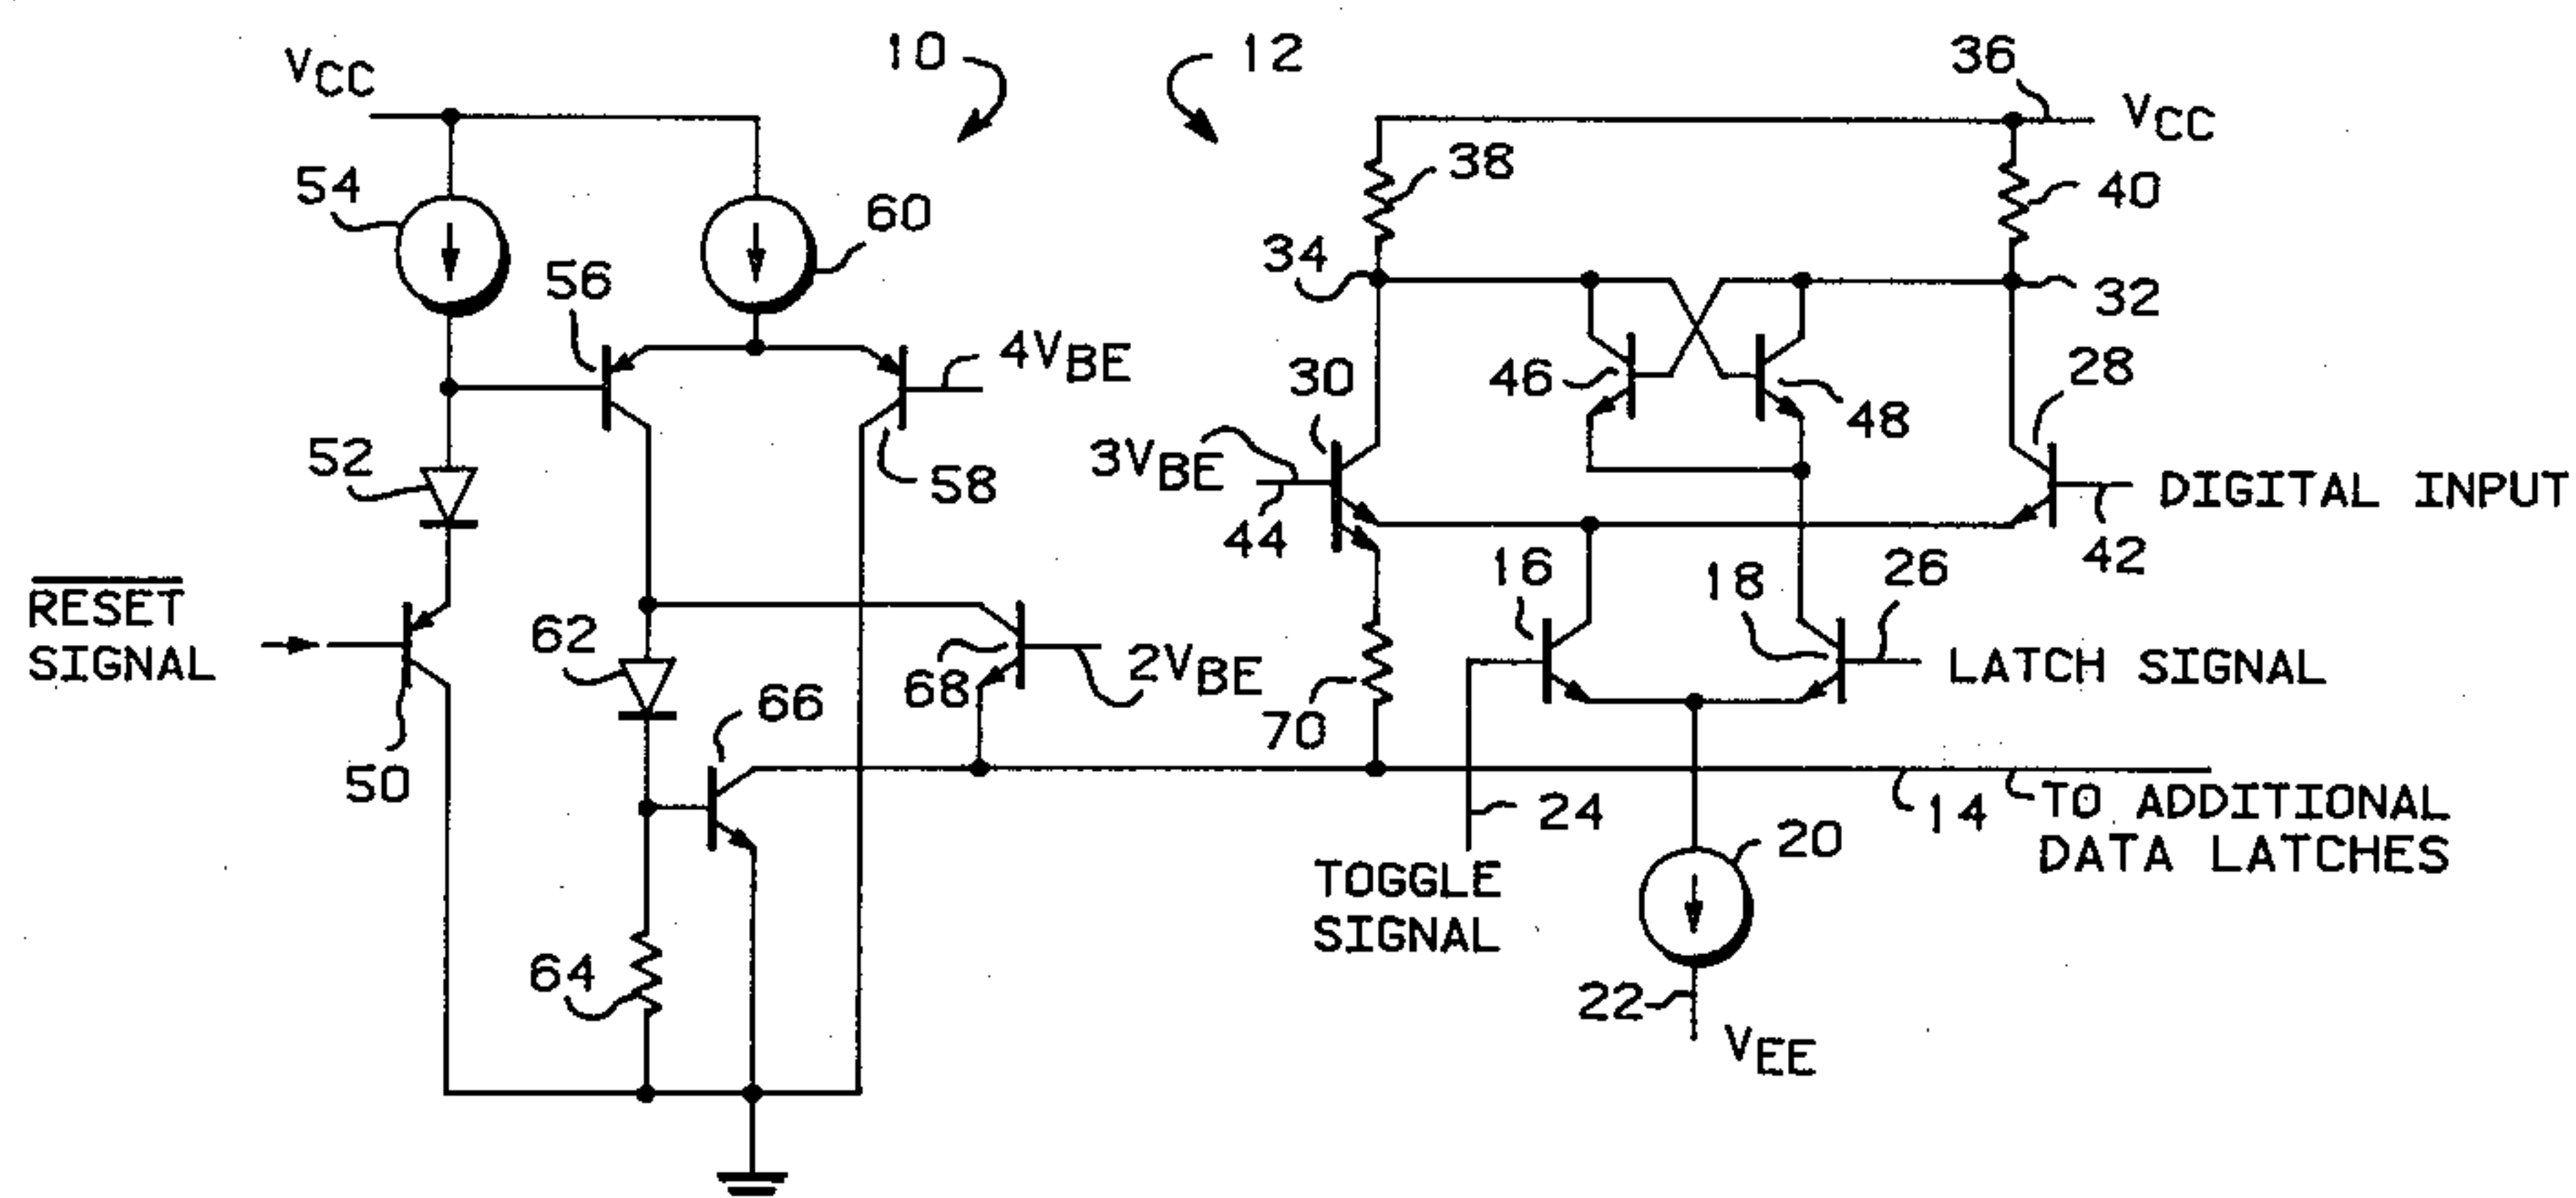 10
12
36
VCC
VCC
54
60
38
40
34
32
56
4VBE
46
48
30
28
52
58
3VBE
44
DIGITAL INPUT
42
16
18
26
RESET
SIGNAL
62
68
2VBE
LATCH SIGNAL
66
70
50
24
14
TO ADDITIONAL
DATA LATCHES
20
TOGGLE
SIGNAL
64
22
VEE